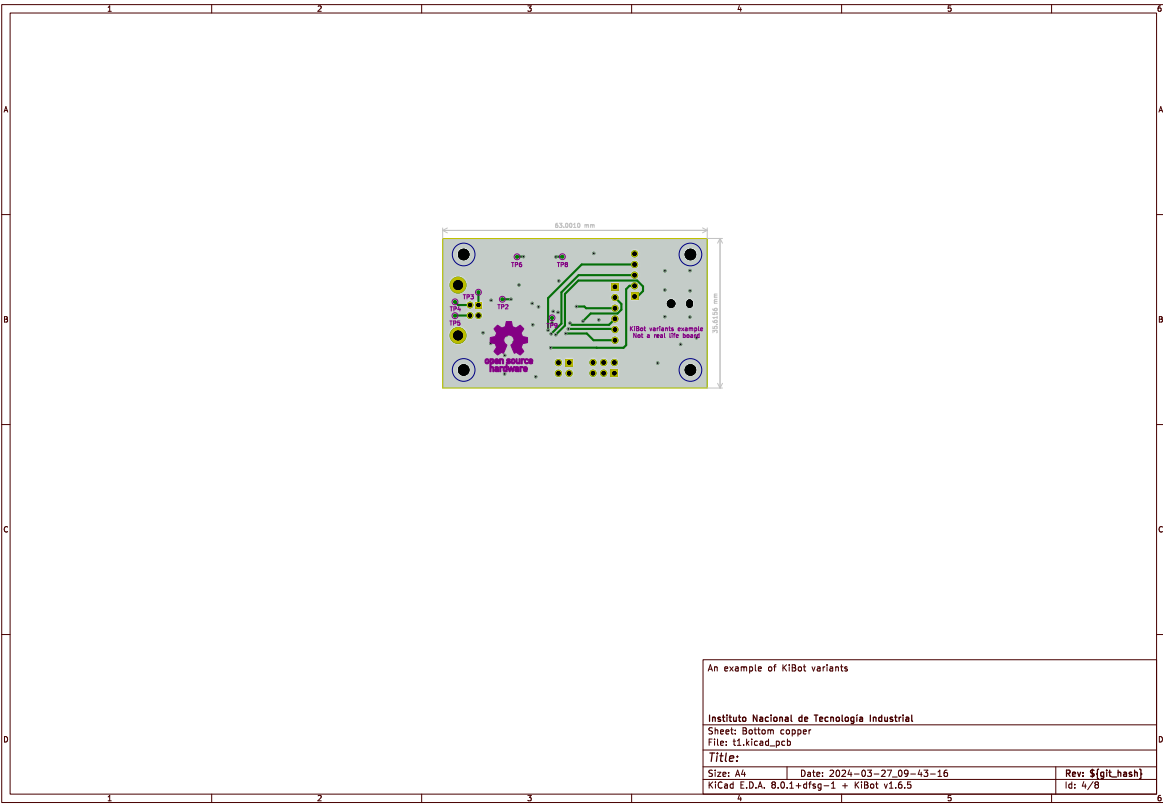 1 2 3 4 5 6
A A
63,0010 mm
TP6 TP8
TP3
TP2
TP4
TP5
TP9
KiBot variants example
Not a real life board
open source
hardware
B B
C C
An example of KiBot variants
Instituto Nacional de Tecnología Industrial
Sheet: Bottom copper
File: t1.kicad_pcb
D D
Title:
Size: A4 Date: 2024-03-27_09-43-16 Rev: ${git_hash}
KiCad E.D.A. 8.0.1+dfsg-1 + KiBot v1.6.5 Id: 4/8
1 2 3 4 5 6